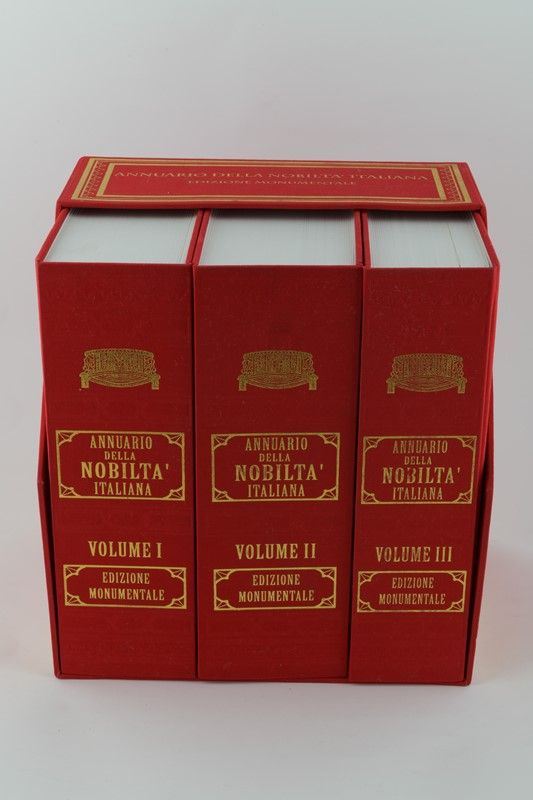 ANNUARIO DELLA NOBILTA' ITALIANA
EDIZIONE MONUMENTALE
ANNUARIO
DELLA
NOBILTA'
ITALIANA
VOLUME I
EDIZIONE
MONUMENTALE
ANNUARIO
DELLA
NOBILTA'
ITALIANA
VOLUME II
EDIZIONE
MONUMENTALE
ANNUARIO
DELLA
NOBILTA'
ITALIANA
VOLUME III
EDIZIONE
MONUMENTALE